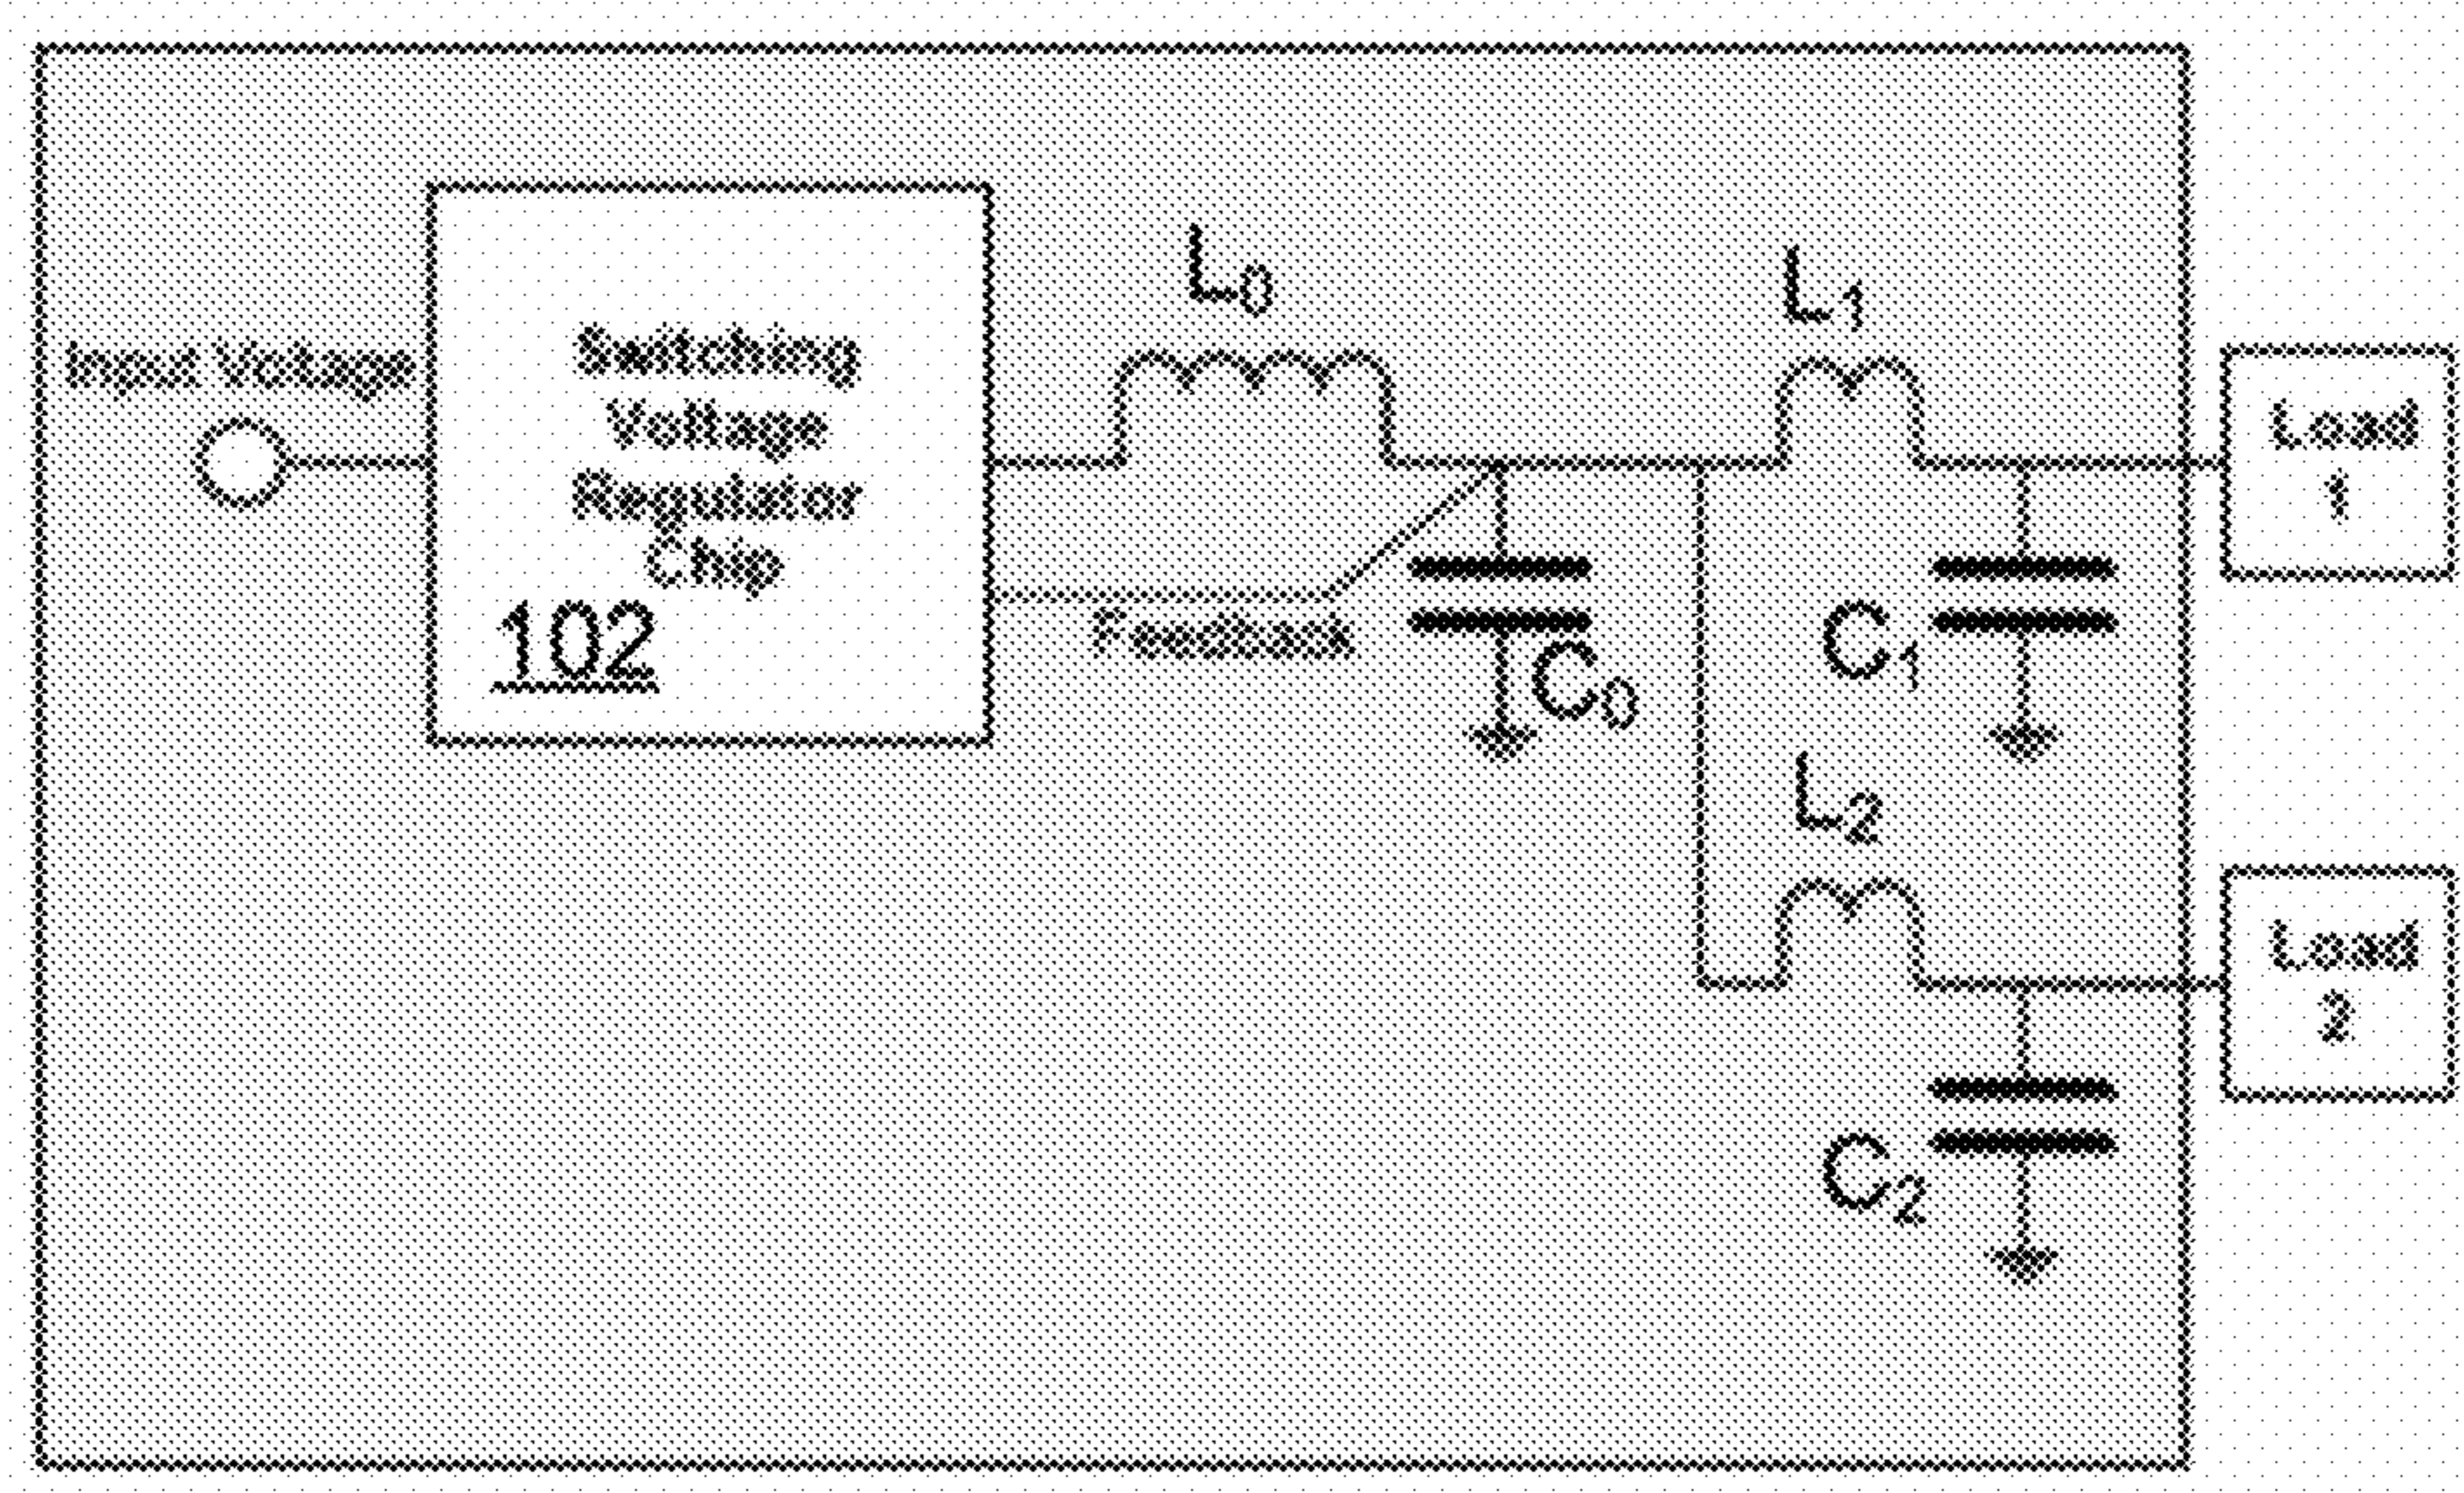 Input Voltage
Switching
Voltage
Regulator
Chip
102
L0
Feedback
C0
L1
C1
Load
1
L2
C2
Load
2